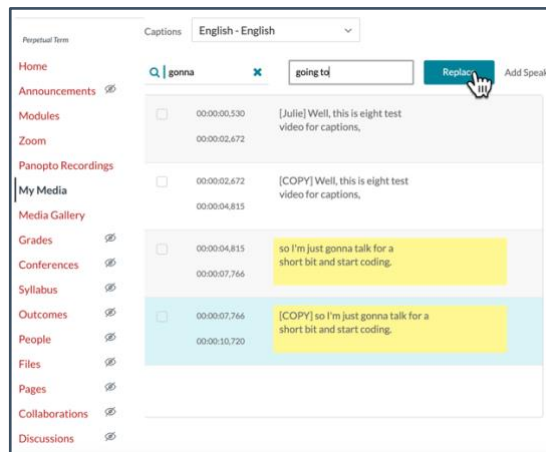 Perpetual Term
Home
Announcements
Modules
Zoom
Panopto Recordings
My Media
Media Gallery
Grades
Conferences
Syllabus
Outcomes
People
Files
Pages
Collaborations
Discussions
Captions English - English
gonna going to Replace Add Speak
00:00:00,530 [Julie] Well, this is eight test
00:00:02,672 video for captions,
00:00:02,672 [COPY] Well, this is eight test
video for captions,
00:00:04,815
00:00:04,815 so I'm just gonna talk for a
short bit and start coding.
00:00:07,766
00:00:07,766 [COPY] so I'm just gonna talk for a
short bit and start coding.
00:00:10,720